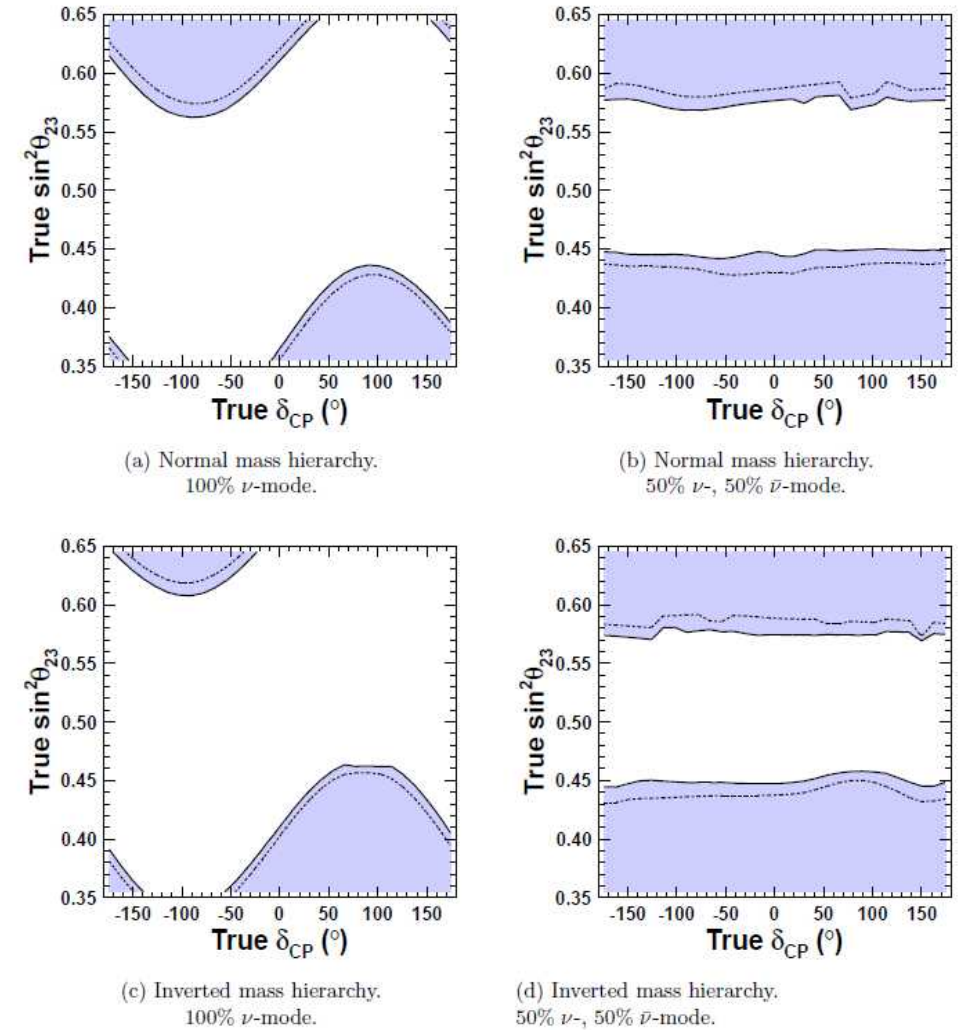 True sin²θ₂₃
0.65
0.60
0.55
0.50
0.45
0.40
0.35
-150 -100 -50 0 50 100 150
True δCP (°)
(a) Normal mass hierarchy.
100% ν-mode.
True sin²θ₂₃
0.65
0.60
0.55
0.50
0.45
0.40
0.35
-150 -100 -50 0 50 100 150
True δCP (°)
(b) Normal mass hierarchy.
50% ν-, 50% ν̄-mode.
True sin²θ₂₃
0.65
0.60
0.55
0.50
0.45
0.40
0.35
-150 -100 -50 0 50 100 150
True δCP (°)
(c) Inverted mass hierarchy.
100% ν-mode.
True sin²θ₂₃
0.65
0.60
0.55
0.50
0.45
0.40
0.35
-150 -100 -50 0 50 100 150
True δCP (°)
(d) Inverted mass hierarchy.
50% ν-, 50% ν̄-mode.